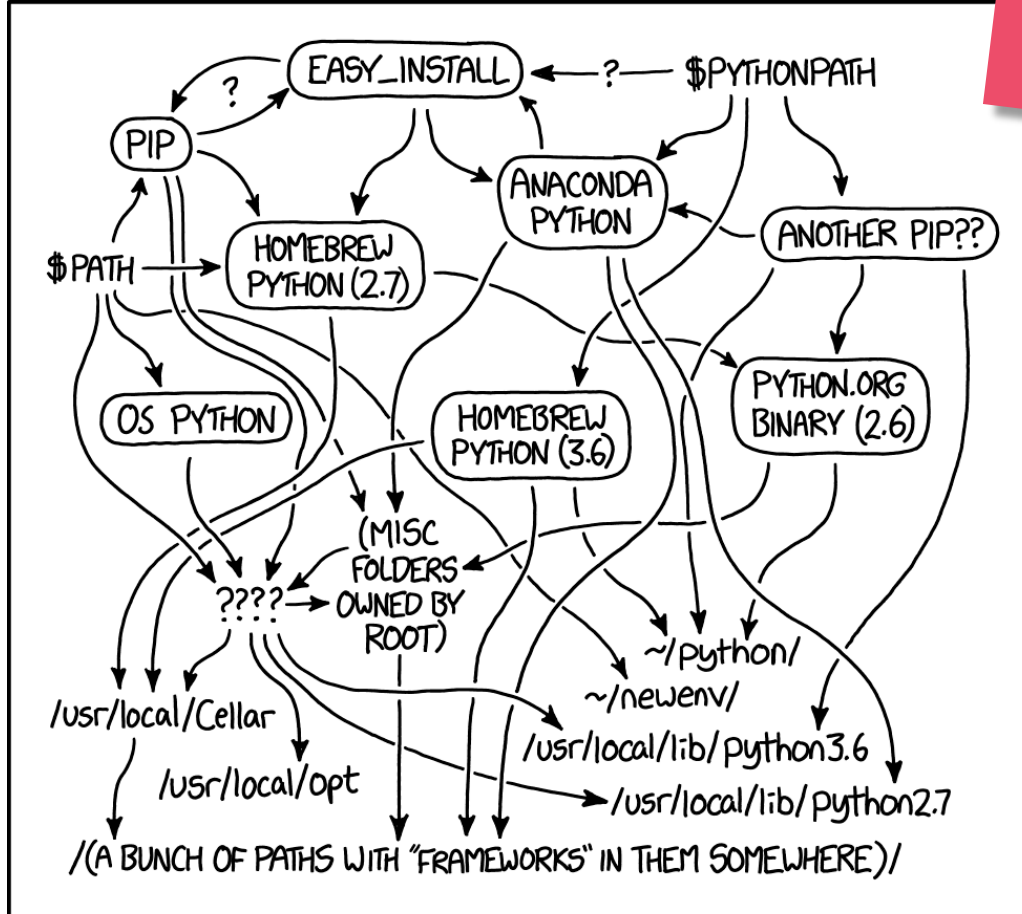 EASY_INSTALL
?
$PYTHONPATH
?
PIP
ANACONDA
PYTHON
ANOTHER PIP??
HOMEBREW
PYTHON (2.7)
$PATH
OS PYTHON
HOMEBREW
PYTHON (3.6)
PYTHON.ORG
BINARY (2.6)
(MISC
FOLDERS
OWNED BY
ROOT)
????
~/python/
~/newenv/
/usr/local/Cellar
/usr/local/lib/python3.6
/usr/local/opt
/usr/local/lib/python2.7
/(A BUNCH OF PATHS WITH "FRAMEWORKS" IN THEM SOMEWHERE)/